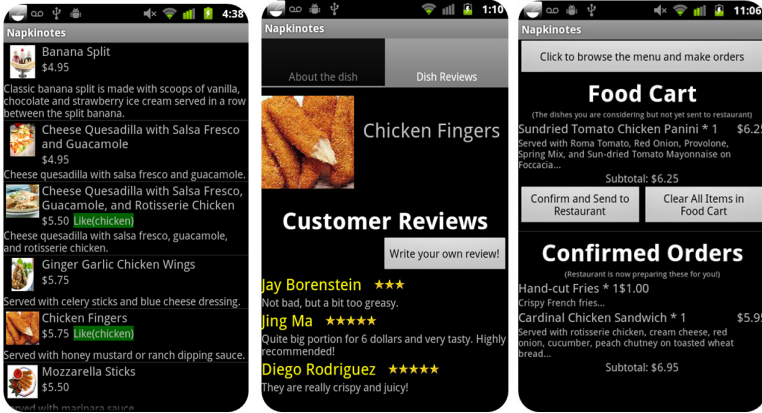 4:38
Napkinotes
Banana Split
$4.95
Classic banana split is made with scoops of vanilla,
chocolate and strawberry ice cream served in a row
between the split banana.
Cheese Quesadilla with Salsa Fresco
and Guacamole
$4.95
Cheese quesadilla with salsa fresco and guacamole.
Cheese Quesadilla with Salsa Fresco,
Guacamole, and Rotisserie Chicken
$5.50 Like(chicken)
Cheese quesadilla with salsa fresco, guacamole,
and rotisserie chicken.
Ginger Garlic Chicken Wings
$5.75
Served with celery sticks and blue cheese dressing.
Chicken Fingers
$5.75 Like(chicken)
Served with honey mustard or ranch dipping sauce.
Mozzarella Sticks
$5.50
Served with marinara sauce
1:10
Napkinotes
About the dish
Dish Reviews
Chicken Fingers
Customer Reviews
Write your own review!
Jay Borenstein
Not bad, but a bit too greasy.
Jing Ma
Quite big portion for 6 dollars and very tasty. Highly
recommended!
Diego Rodriguez
They are really crispy and juicy!
11:06
Napkinotes
Click to browse the menu and make orders
Food Cart
(The dishes you are considering but not yet sent to restaurant)
Sundried Tomato Chicken Panini * 1 $6.25
Served with Roma Tomato, Red Onion, Provolone,
Spring Mix, and Sun-dried Tomato Mayonnaise on
Foccacia...
Subtotal: $6.25
Confirm and Send to
Restaurant
Clear All Items in
Food Cart
Confirmed Orders
(Restaurant is now preparing these for you!)
Hand-cut Fries * 1$1.00
Crispy French fries...
Cardinal Chicken Sandwich * 1 $5.95
Served with rotisserie chicken, cream cheese, red
onion, cucumber, peach chutney on toasted wheat
bread...
Subtotal: $6.95